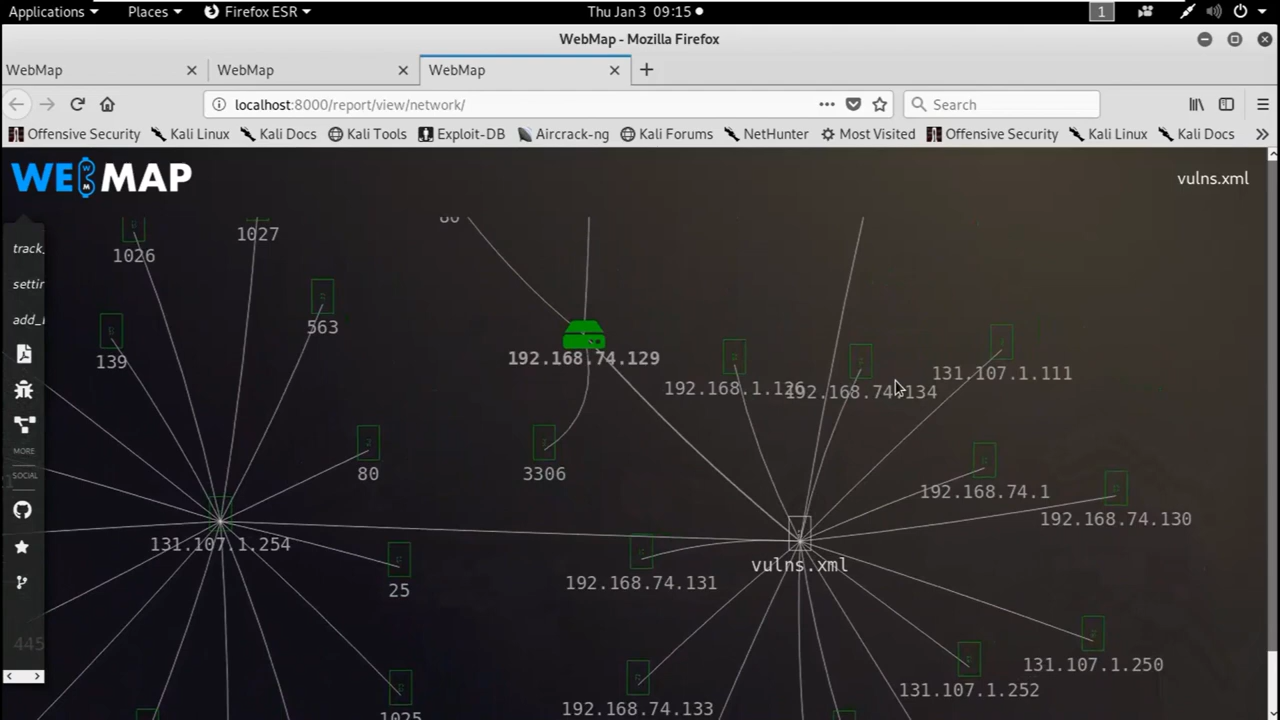 Applications Places Firefox ESR Thu Jan 3 09:15 1
WebMap - Mozilla Firefox
WebMap WebMap WebMap
localhost:8000/report/view/network/ Search
Offensive Security Kali Linux Kali Docs Kali Tools Exploit-DB Aircrack-ng Kali Forums NetHunter Most Visited Offensive Security Kali Linux Kali Docs
WEBMAP vulns.xml
80
1027
1026
track_
settin
563
add_
192.168.74.129
139
131.107.1.111
192.168.1.126 192.168.74.134
MORE
80 3306
SOCIAL
192.168.74.1
192.168.74.130
131.107.1.254
vulns.xml
192.168.74.131
25
445
131.107.1.250
131.107.1.252
192.168.74.133
1025